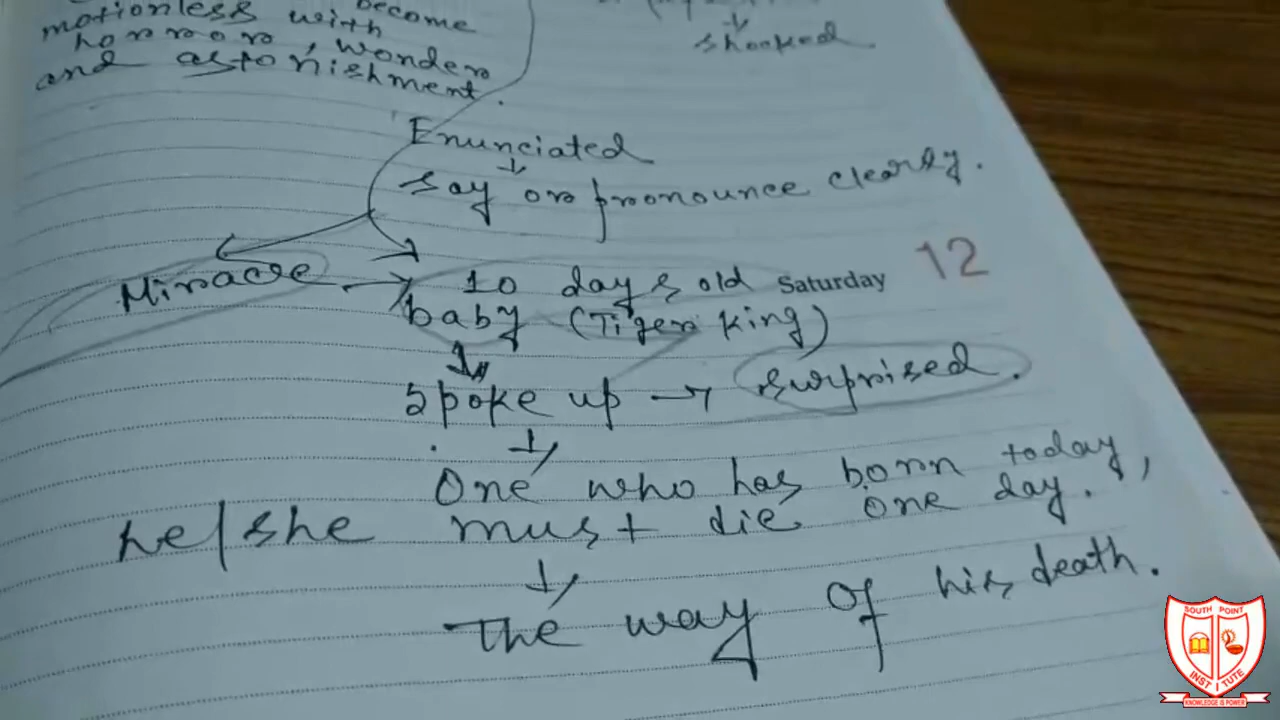 become
motionless with
horror, wonder
and astonishment.
shocked.
Enunciated
say or pronounce clearly.
Miracle → 10 days old Saturday 12
baby (Tiger King)
Spoke up → surprised.
One who has born today,
he/she must die one day.
The way of his death.
SOUTH POINT
INSTITUTE
KNOWLEDGE IS POWER